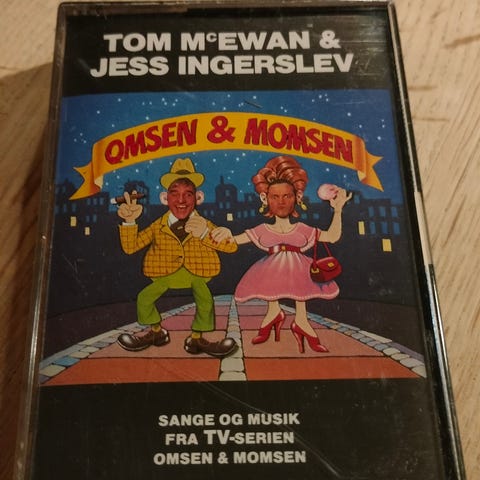 TOM McEWAN &
JESS INGERSLEV
OMSEN & MOMSEN
SANGE OG MUSIK
FRA TV-SERIEN
OMSEN & MOMSEN